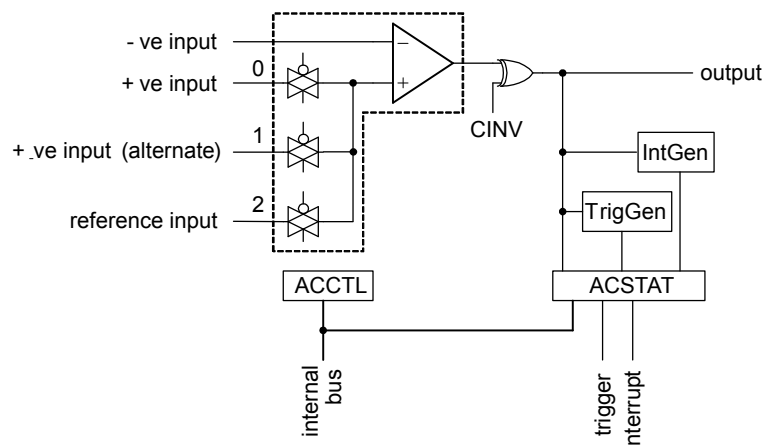 - ve input
−
0
+ ve input
+
output
CINV
1
+ -ve input (alternate)
IntGen
2
reference input
TrigGen
ACCTL
ACSTAT
internal
bus
trigger
nterrupt